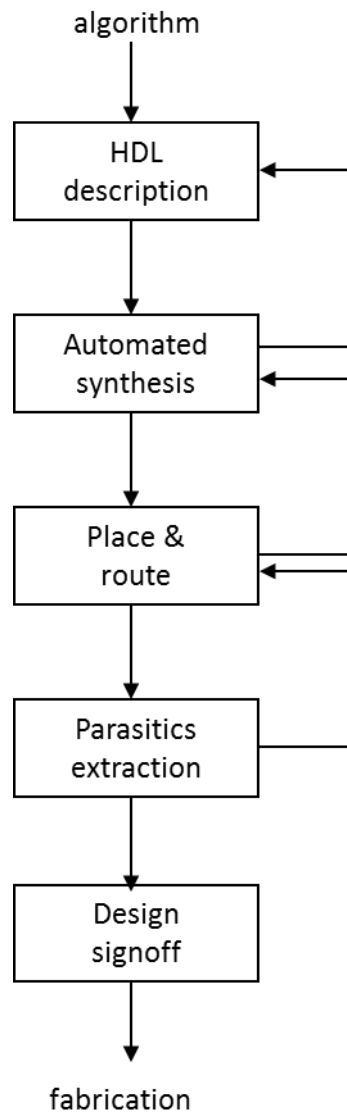 algorithm
HDL
description
Automated
synthesis
Place &
route
Parasitics
extraction
Design
signoff
fabrication